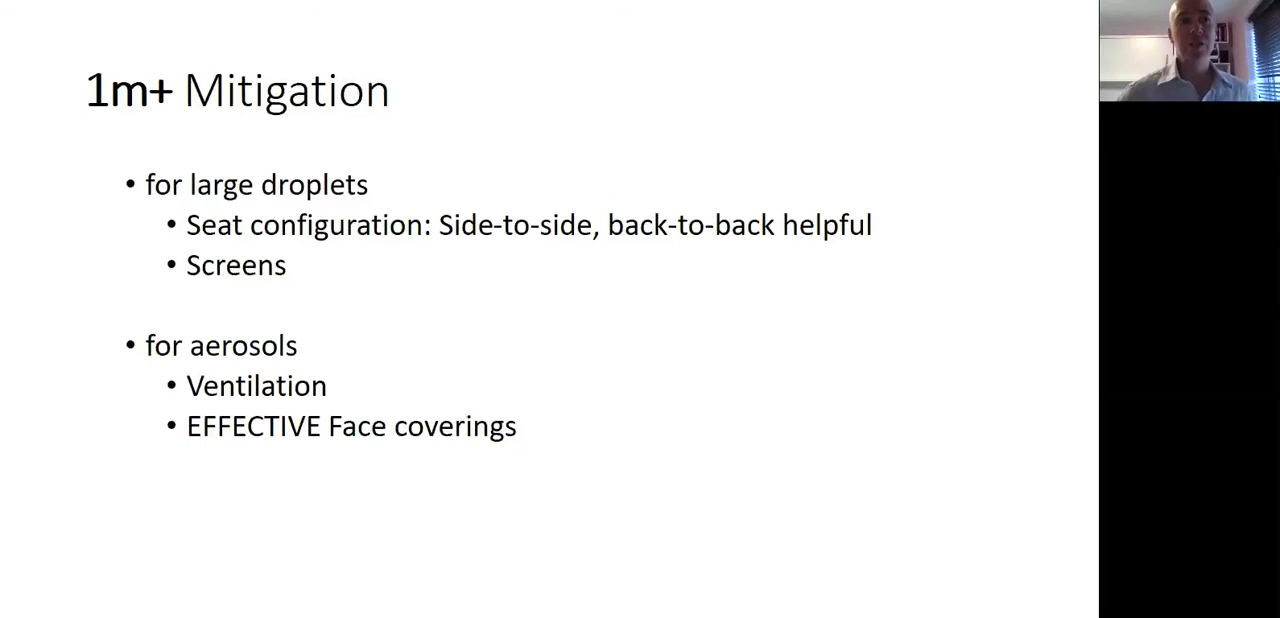 1m+ Mitigation
• for large droplets
• Seat configuration: Side-to-side, back-to-back helpful
• Screens
• for aerosols
• Ventilation
• EFFECTIVE Face coverings